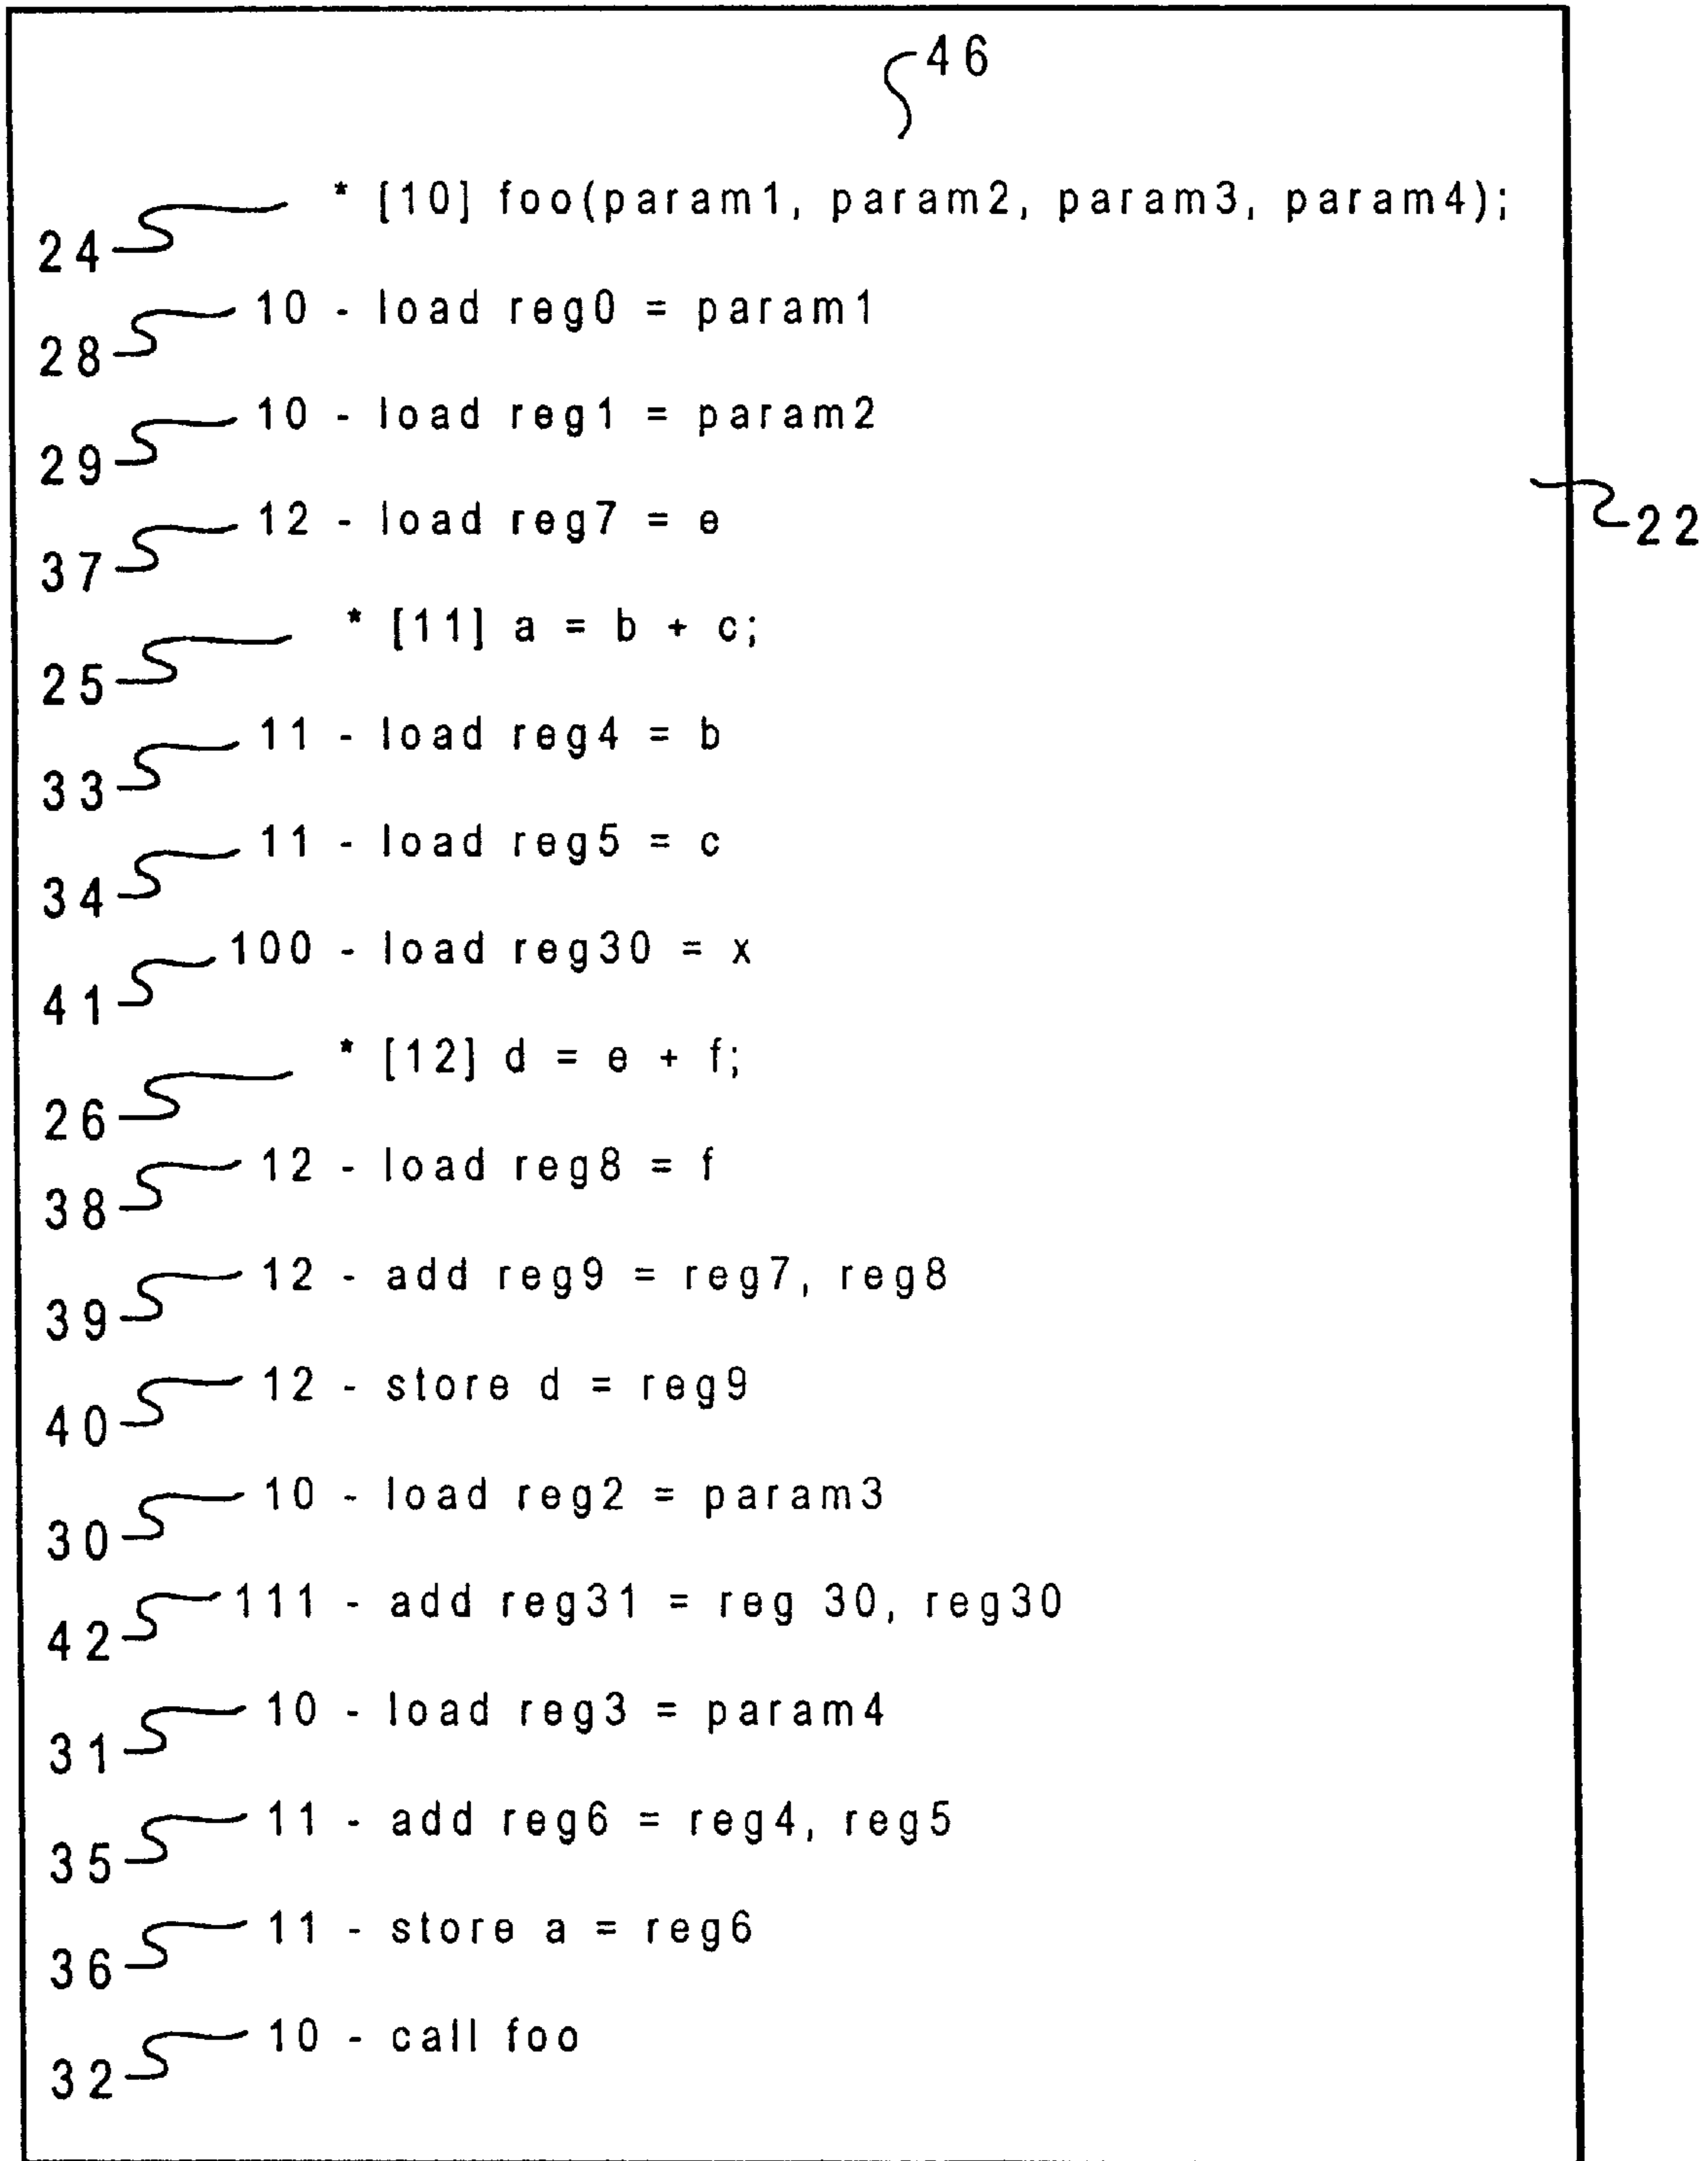 46
24 * [10] foo(param1, param2, param3, param4);
28 10 - load reg0 = param1
29 10 - load reg1 = param2
22
37 12 - load reg7 = e
25 * [11] a = b + c;
33 11 - load reg4 = b
34 11 - load reg5 = c
41 100 - load reg30 = x
26 * [12] d = e + f;
38 12 - load reg8 = f
39 12 - add reg9 = reg7, reg8
40 12 - store d = reg9
30 10 - load reg2 = param3
42 111 - add reg31 = reg 30, reg30
31 10 - load reg3 = param4
35 11 - add reg6 = reg4, reg5
36 11 - store a = reg6
32 10 - call foo